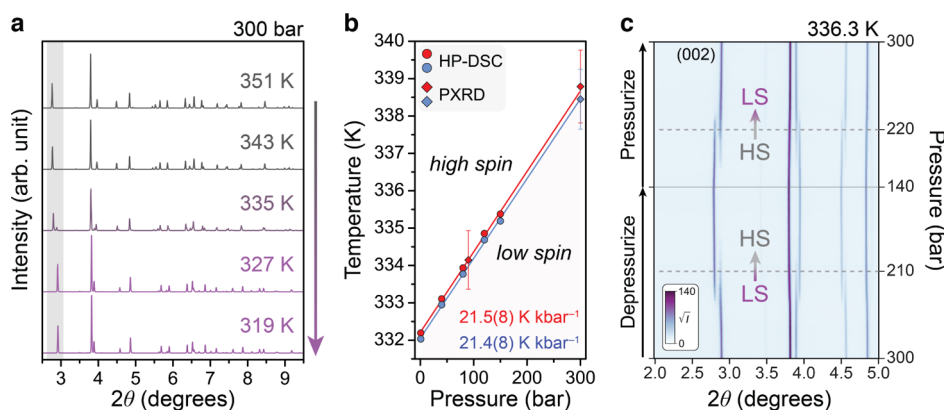 a
300 bar
351 K
343 K
335 K
327 K
319 K
Intensity (arb. unit)
3 4 5 6 7 8 9
2θ (degrees)
b
340
339
338
337
336
335
334
333
332
Temperature (K)
HP-DSC
PXRD
high spin
low spin
21.5(8) K kbar⁻¹
21.4(8) K kbar⁻¹
0 50 100 150 200 250 300
Pressure (bar)
c
336.3 K
(002)
Pressurize
Depressurize
LS
HS
HS
LS
300
220
140
210
300
Pressure (bar)
140
√I
0
2.0 2.5 3.0 3.5 4.0 4.5 5.0
2θ (degrees)